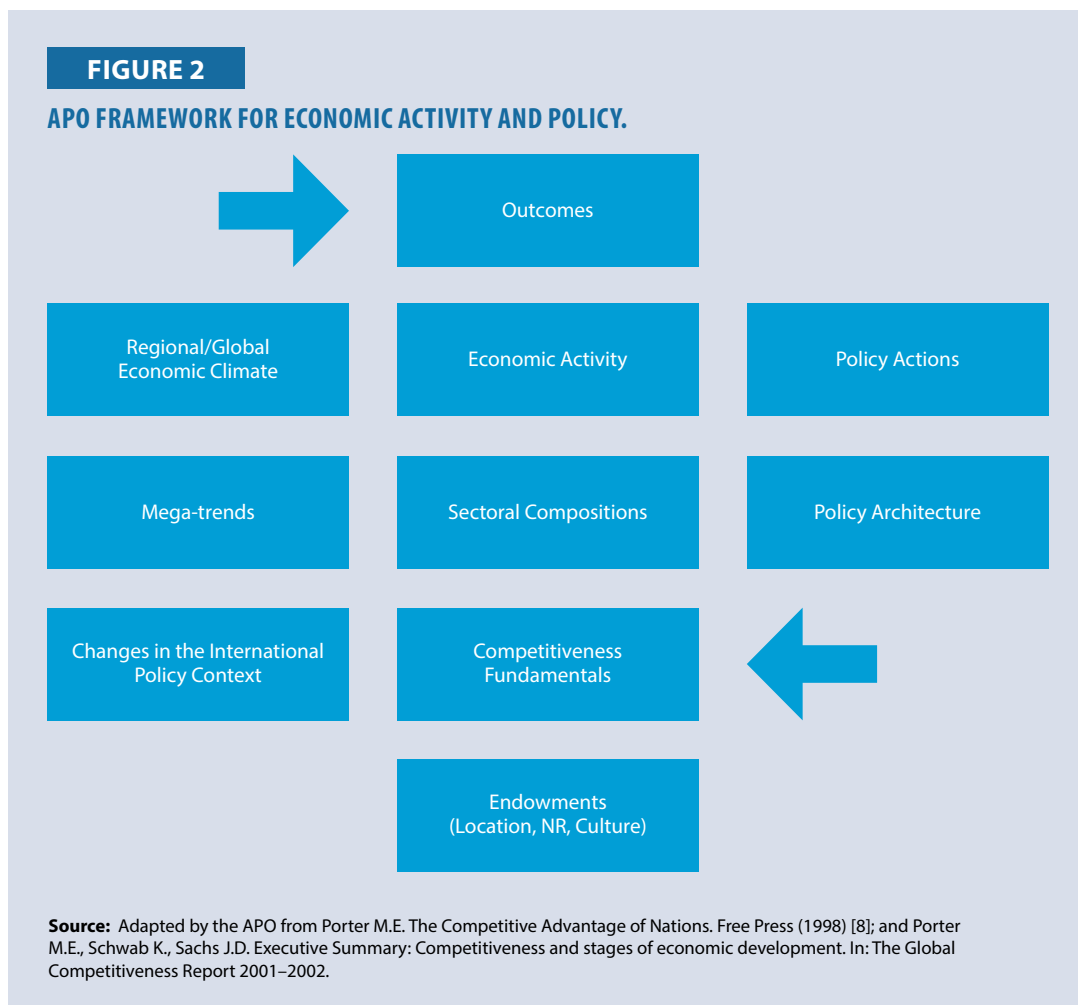 FIGURE 2
APO FRAMEWORK FOR ECONOMIC ACTIVITY AND POLICY.
Outcomes
Regional/Global
Economic Climate
Economic Activity
Policy Actions
Mega-trends
Sectoral Compositions
Policy Architecture
Changes in the International
Policy Context
Competitiveness
Fundamentals
Endowments
(Location, NR, Culture)
Source: Adapted by the APO from Porter M.E. The Competitive Advantage of Nations. Free Press (1998) [8]; and Porter
M.E., Schwab K., Sachs J.D. Executive Summary: Competitiveness and stages of economic development. In: The Global
Competitiveness Report 2001–2002.